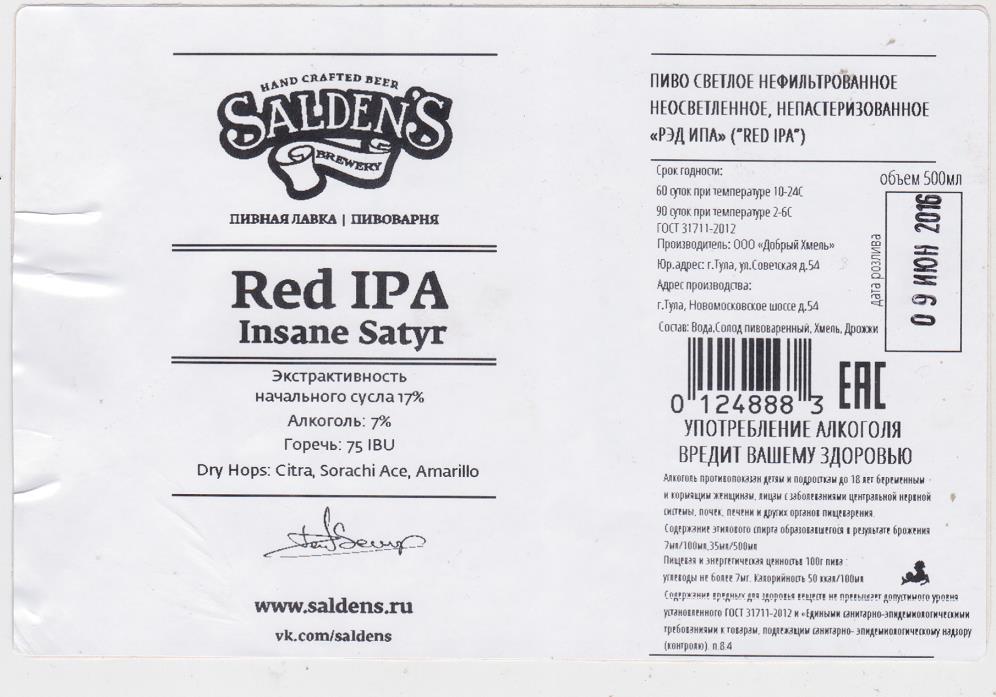 HAND CRAFTED BEER
SALDEN'S
BREWERY
ПИВНАЯ ЛАВКА | ПИВОВАРНЯ
Red IPA
Insane Satyr
Экстрактивность
начального сусла 17%
Алкоголь: 7%
Горечь: 75 IBU
Dry Hops: Citra, Sorachi Ace, Amarillo
www.saldens.ru
vk.com/saldens
ПИВО СВЕТЛОЕ НЕФИЛЬТРОВАННОЕ
НЕОСВЕТЛЕННОЕ, НЕПАСТЕРИЗОВАННОЕ
«РЭД ИПА» ("RED IPA")
Срок годности:
60 суток при температуре 10-24С
90 суток при температуре 2-6С
ГОСТ 31711-2012
Производитель: ООО «Добрый Хмель»
Юр.адрес: г.Тула, ул.Советская д.54
Адрес производства:
г.Тула, Новомосковское шоссе д.54
Состав: Вода,Солод пивоваренный, Хмель, Дрожжи
объем 500мл
дата розлива
09 ИЮН 2016
0 124888 3
EAC
УПОТРЕБЛЕНИЕ АЛКОГОЛЯ
ВРЕДИТ ВАШЕМУ ЗДОРОВЬЮ
Алкоголь противопоказан детям и подросткам до 18 лет беременным
и кормящим женщинам, лицам с заболеваниями центральной нервной
системы, почек, печени и других органов пищеварения.
Содержание этилового спирта образовавшегося в результате брожения
7мл/100мл,35мл/500мл
Пищевая и энергетическая ценностьв 100г пива :
углеводы не более 7мг. Калорийность 50 ккал/100мл
Содержание вредных для здоровья веществ не превышает допустимого уровня
установленного ГОСТ 31711-2012 и «Едиными санитарно-эпидемиологическими
требованиями к товарам, подлежащим санитарно- эпидемиологическому надзору
(контролю). п.8.4